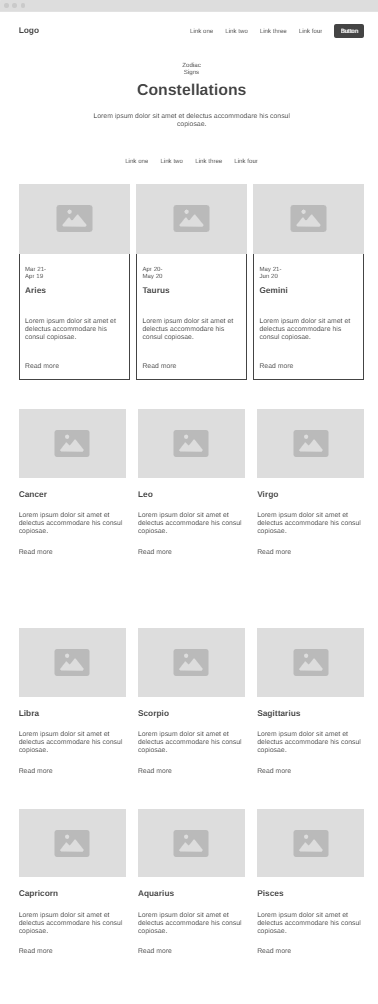 Logo
Link one Link two Link three Link four Button
Zodiac
Signs
Constellations
Lorem ipsum dolor sit amet et delectus accommodare his consul
copiosae.
Link one Link two Link three Link four
Mar 21-
Apr 19
Aries
Lorem ipsum dolor sit amet et
delectus accommodare his
consul copiosae.
Read more
Apr 20-
May 20
Taurus
Lorem ipsum dolor sit amet et
delectus accommodare his
consul copiosae.
Read more
May 21-
Jun 20
Gemini
Lorem ipsum dolor sit amet et
delectus accommodare his
consul copiosae.
Read more
Cancer
Lorem ipsum dolor sit amet et
delectus accommodare his consul
copiosae.
Read more
Leo
Lorem ipsum dolor sit amet et
delectus accommodare his consul
copiosae.
Read more
Virgo
Lorem ipsum dolor sit amet et
delectus accommodare his consul
copiosae.
Read more
Libra
Lorem ipsum dolor sit amet et
delectus accommodare his consul
copiosae.
Read more
Scorpio
Lorem ipsum dolor sit amet et
delectus accommodare his consul
copiosae.
Read more
Sagittarius
Lorem ipsum dolor sit amet et
delectus accommodare his consul
copiosae.
Read more
Capricorn
Lorem ipsum dolor sit amet et
delectus accommodare his consul
copiosae.
Read more
Aquarius
Lorem ipsum dolor sit amet et
delectus accommodare his consul
copiosae.
Read more
Pisces
Lorem ipsum dolor sit amet et
delectus accommodare his consul
copiosae.
Read more